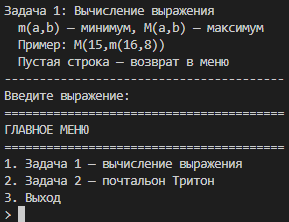 Задача 1: Вычисление выражения
m(a,b) — минимум, M(a,b) — максимум
Пример: M(15,m(16,8))
Пустая строка — возврат в меню
----------------------------------------
Введите выражение:
========================================
ГЛАВНОЕ МЕНЮ
========================================
1. Задача 1 — вычисление выражения
2. Задача 2 — почтальон Тритон
3. Выход
>